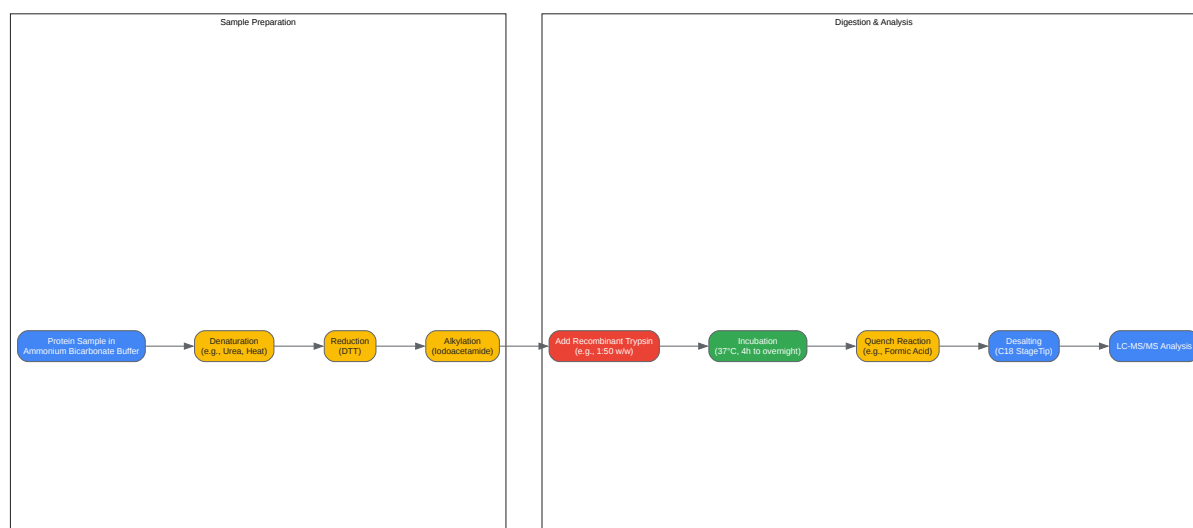 Sample Preparation
Digestion & Analysis
Protein Sample in
Ammonium Bicarbonate Buffer
Denaturation
(e.g., Urea, Heat)
Reduction
(DTT)
Alkylation
(Iodoacetamide)
Add Recombinant Trypsin
(e.g., 1:50 w/w)
Incubation
(37°C, 4h to overnight)
Quench Reaction
(e.g., Formic Acid)
Desalting
(C18 StageTip)
LC-MS/MS Analysis